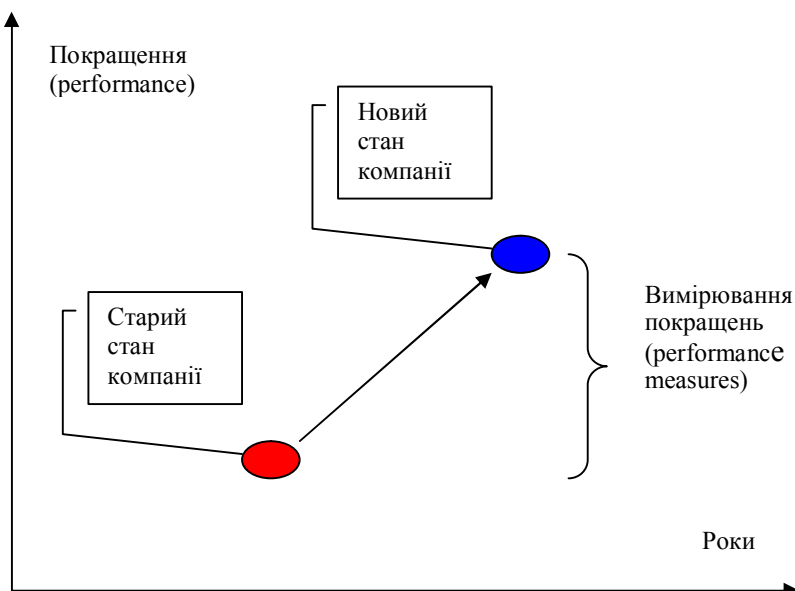 Покращення
(performance)
Новий
стан
компанії
Старий
стан
компанії
Вимірювання
покращень
(performance
measures)
Роки